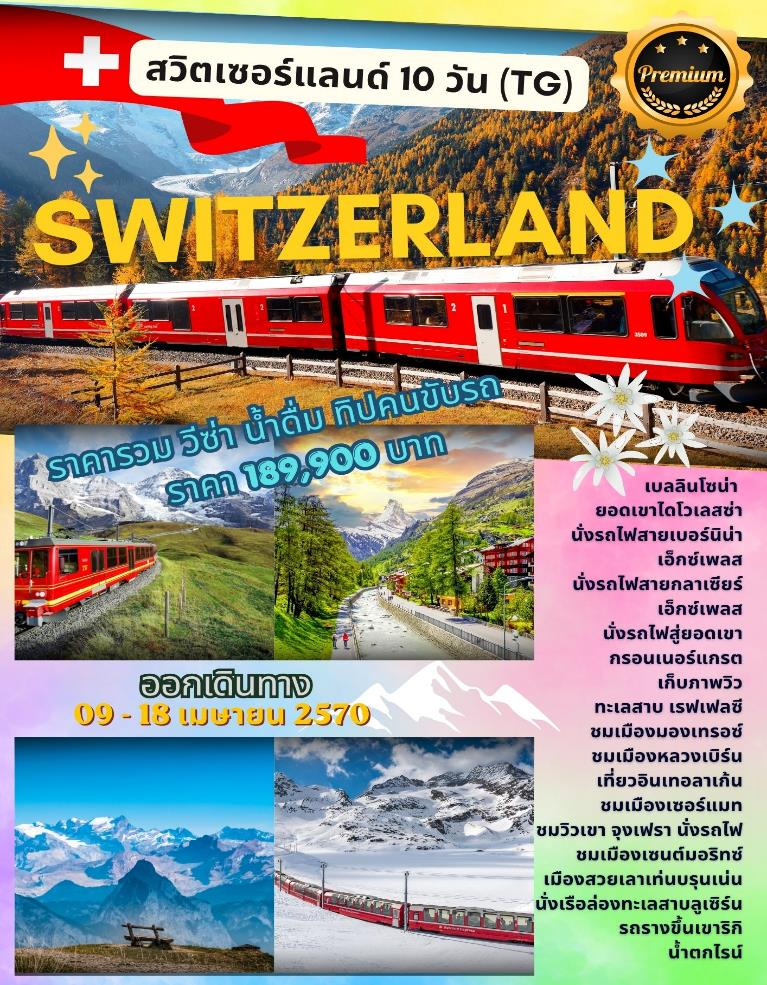 สวิตเซอร์แลนด์ 10 วัน (TG)
Premium
SWITZERLAND
ราคารวม วีซ่า น้ำดื่ม ทิปคนขับรถ
ราคา 189,900 บาท
เบลลินโซน่า
ยอดเขาไดโวเลสซ่า
นั่งรถไฟสายเบอร์นิน่า
เอ็กซ์เพลส
นั่งรถไฟสายกลาเซียร์
เอ็กซ์เพลส
นั่งรถไฟสู่ยอดเขา
กรอนเนอร์แกรต
เก็บภาพวิว
ทะเลสาบ เรฟเฟลซี
ชมเมืองมองเทรอซ์
ชมเมืองหลวงเบิร์น
เที่ยวอินเทอลาเก้น
ชมเมืองเซอร์แมท
ชมวิวเขา จุงเฟรา นั่งรถไฟ
ชมเมืองเซนต์มอริทซ์
เมืองสวยเลาเท่นบรุนเน่น
นั่งเรือล่องทะเลสาบลูเซิร์น
รถรางขึ้นเขาริกิ
น้ำตกไรน์
ออกเดินทาง
09 - 18 เมษายน 2570